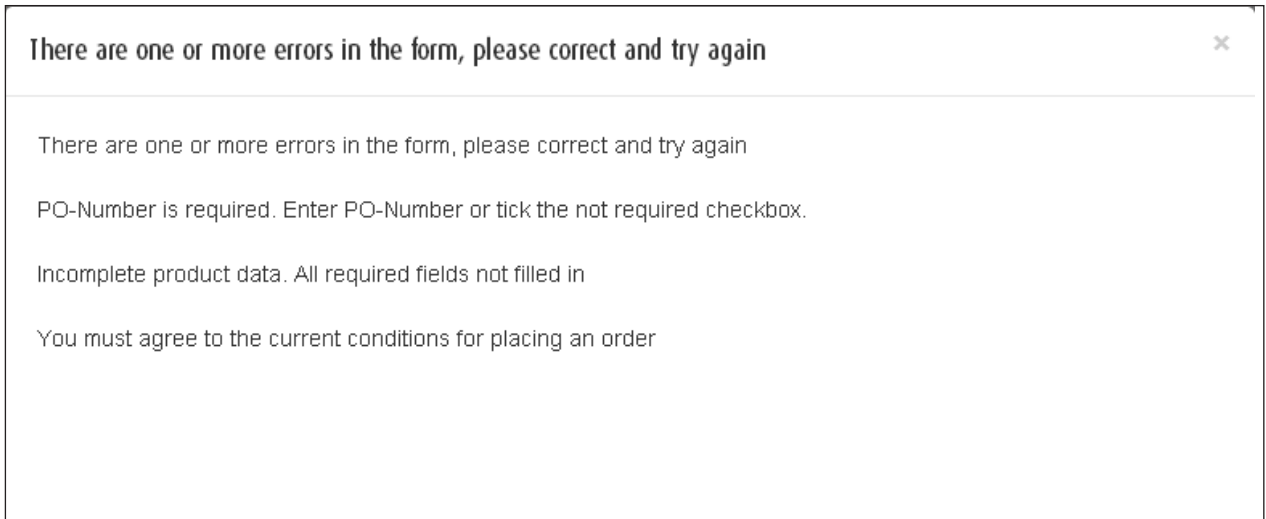 There are one or more errors in the form, please correct and try again
×
There are one or more errors in the form, please correct and try again
PO-Number is required. Enter PO-Number or tick the not required checkbox.
Incomplete product data. All required fields not filled in
You must agree to the current conditions for placing an order